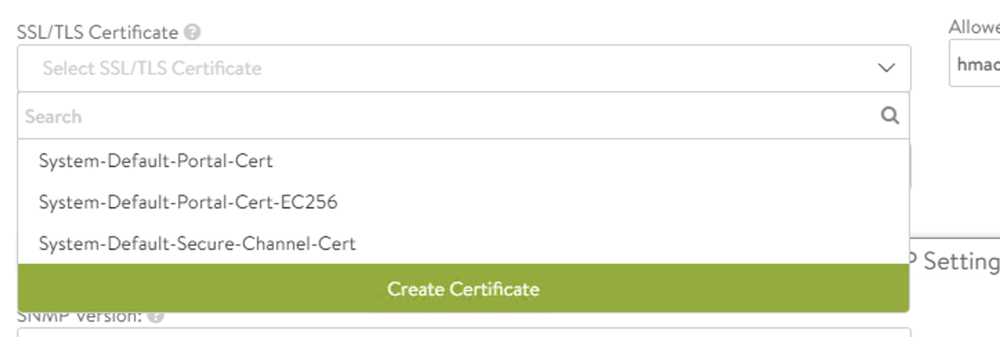 SSL/TLS Certificate
Select SSL/TLS Certificate
Search
System-Default-Portal-Cert
System-Default-Portal-Cert-EC256
System-Default-Secure-Channel-Cert
Create Certificate
SNMP Version:
Allowe
hmac
P Setting